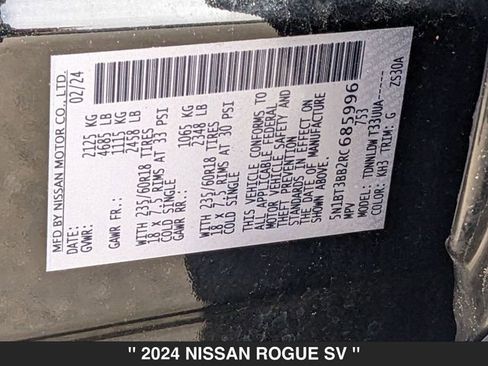 MFD BY NISSAN MOTOR CO., LTD.
DATE: 02/24
GVWR: 2125 KG
4685 LB
GAWR FR.: 1115 KG
2458 LB
WITH 235/60R18 TIRES
18 X 7.5 RIMS AT 33 PSI
COLD SINGLE
GAWR RR.: 1065 KG
2348 LB
WITH 235/60R18 TIRES
18 X 7.5 RIMS AT 30 PSI
COLD SINGLE
THIS VEHICLE CONFORMS TO
ALL APPLICABLE FEDERAL
MOTOR VEHICLE SAFETY AND
THEFT PREVENTION
STANDARDS IN EFFECT ON
THE DATE OF MANUFACTURE
SHOWN ABOVE.
5N1BT3BB2RC685996
MPV 753
MODEL: TDNNLDW T33UUA-----
COLOR: KH3 TRIM: G ZS30A
" 2024 NISSAN ROGUE SV "